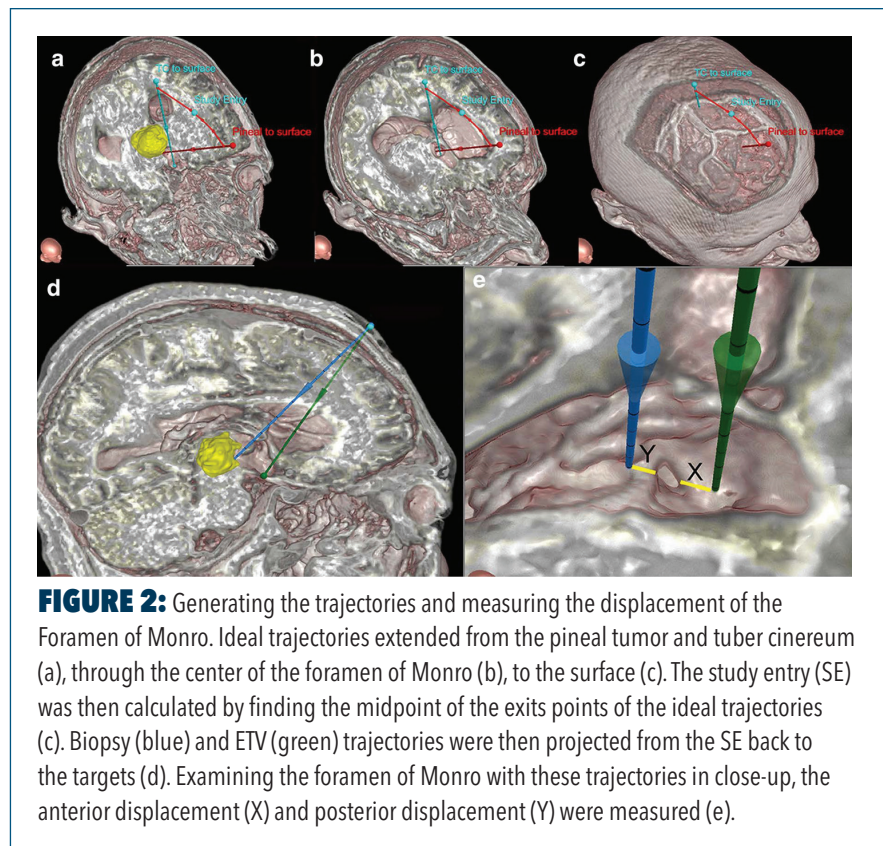 a
TC to surface
Study Entry
Pineal to surface
b
TC to surface
Study Entry
Pineal to surface
c
TC to surface
Study Entry
Pineal to surface
d
e
Y
X
FIGURE 2: Generating the trajectories and measuring the displacement of the
Foramen of Monro. Ideal trajectories extended from the pineal tumor and tuber cinereum
(a), through the center of the foramen of Monro (b), to the surface (c). The study entry (SE)
was then calculated by finding the midpoint of the exits points of the ideal trajectories
(c). Biopsy (blue) and ETV (green) trajectories were then projected from the SE back to
the targets (d). Examining the foramen of Monro with these trajectories in close-up, the
anterior displacement (X) and posterior displacement (Y) were measured (e).